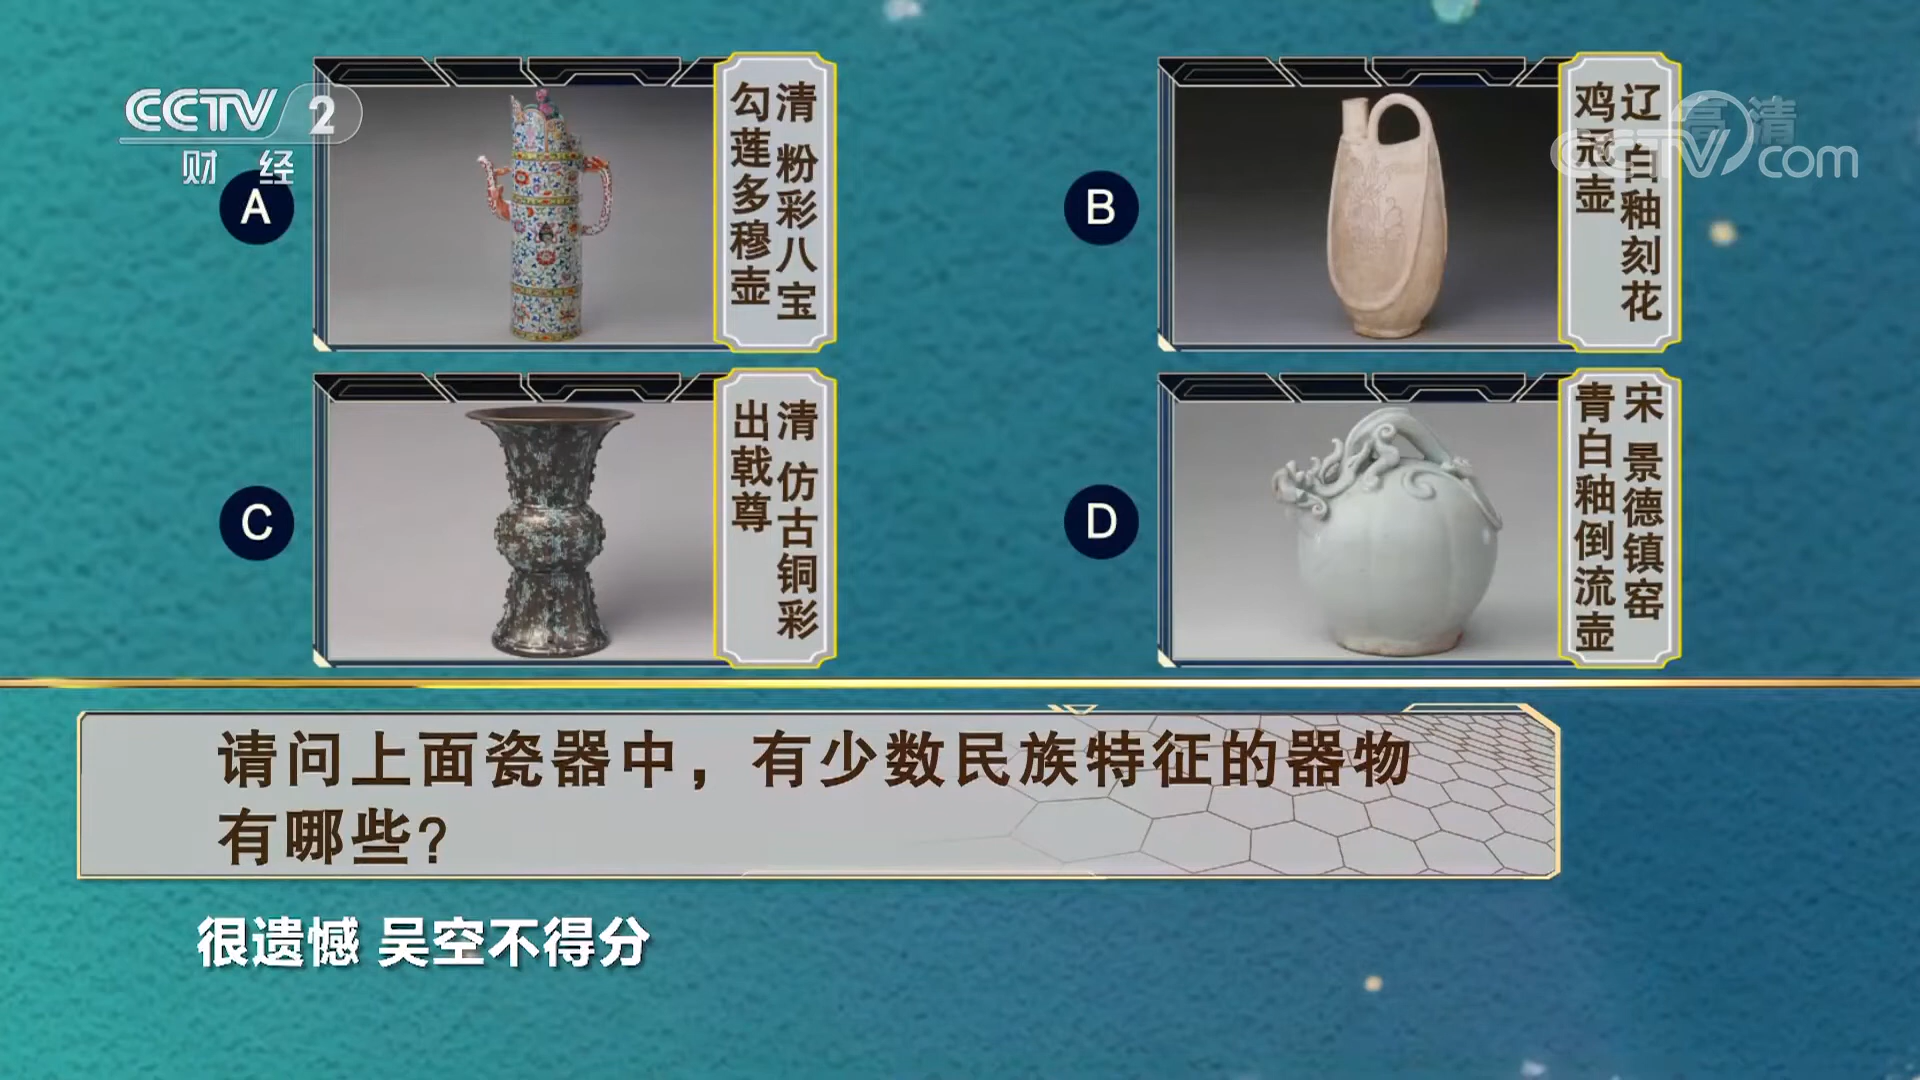 CCTV 2
财 经
A
清 粉彩八宝
勾莲多穆壶
B
辽 白釉刻花
鸡冠壶
高清
CCTV.com
C
清 仿古铜彩
出戟尊
D
宋 景德镇窑
青白釉倒流壶
请问上面瓷器中，有少数民族特征的器物
有哪些?
很遗憾 吴空不得分